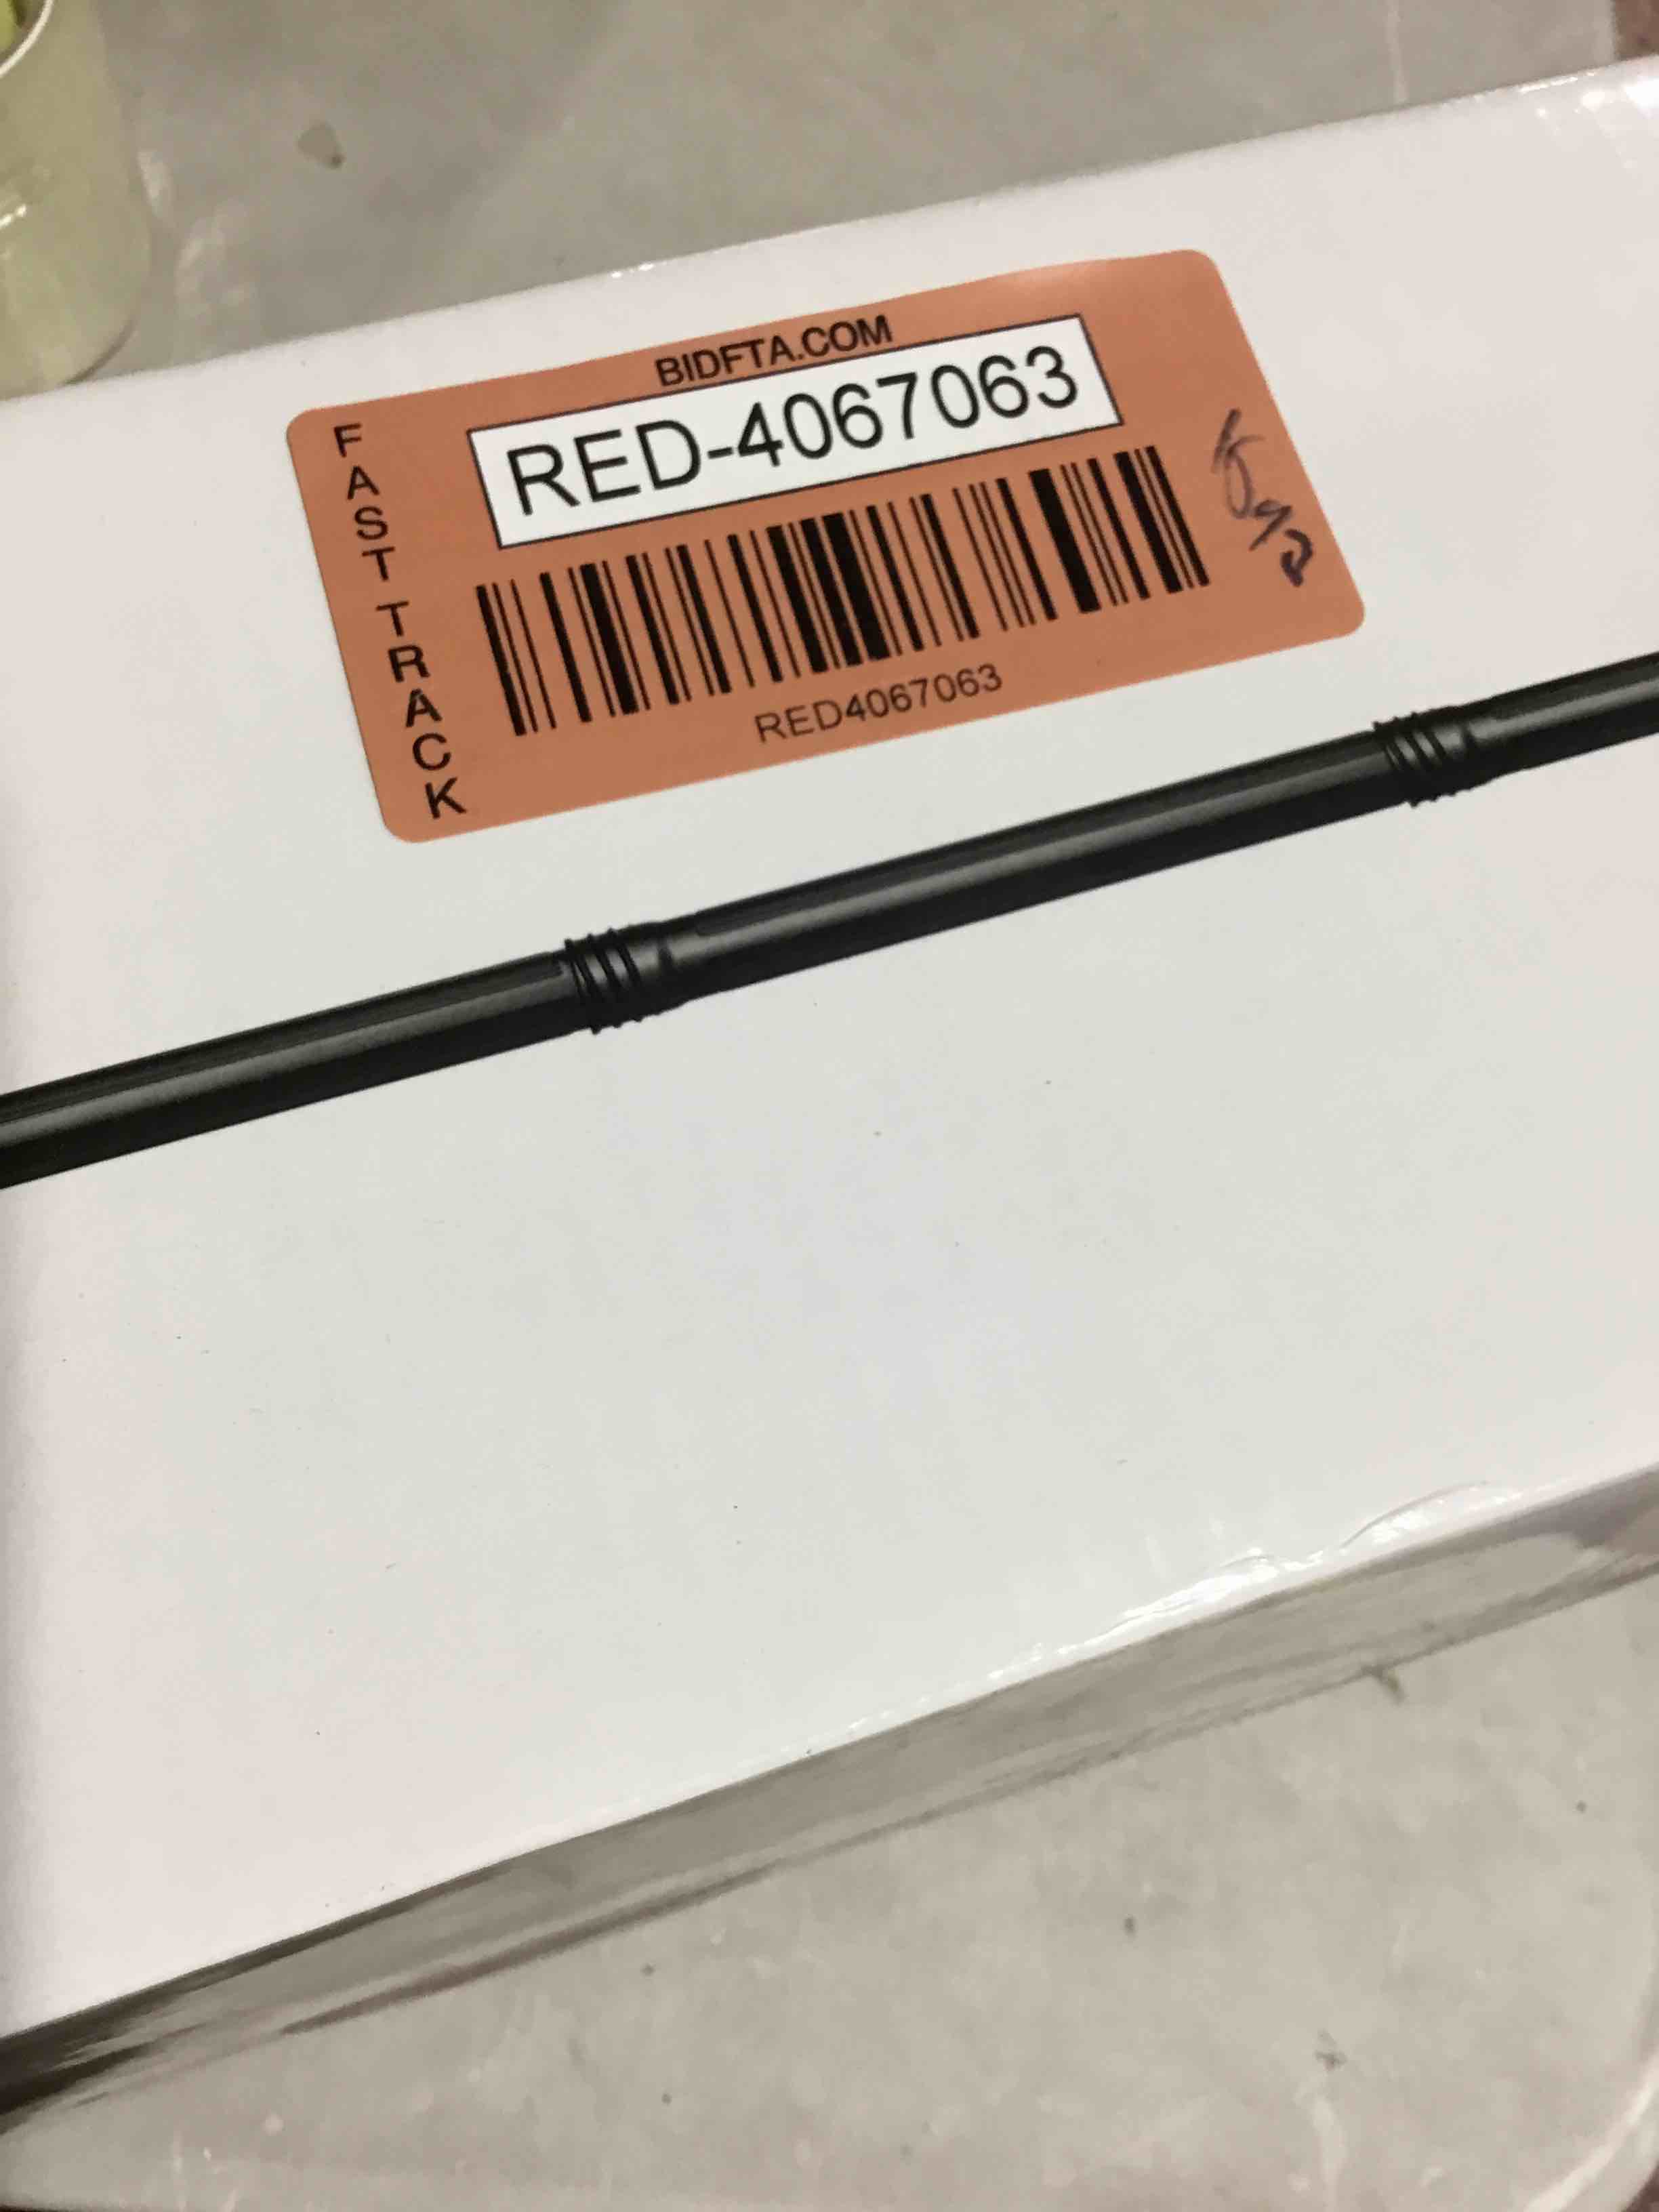 BIDFTA.COM
RED-4067063
FAST TRACK
RED4067063